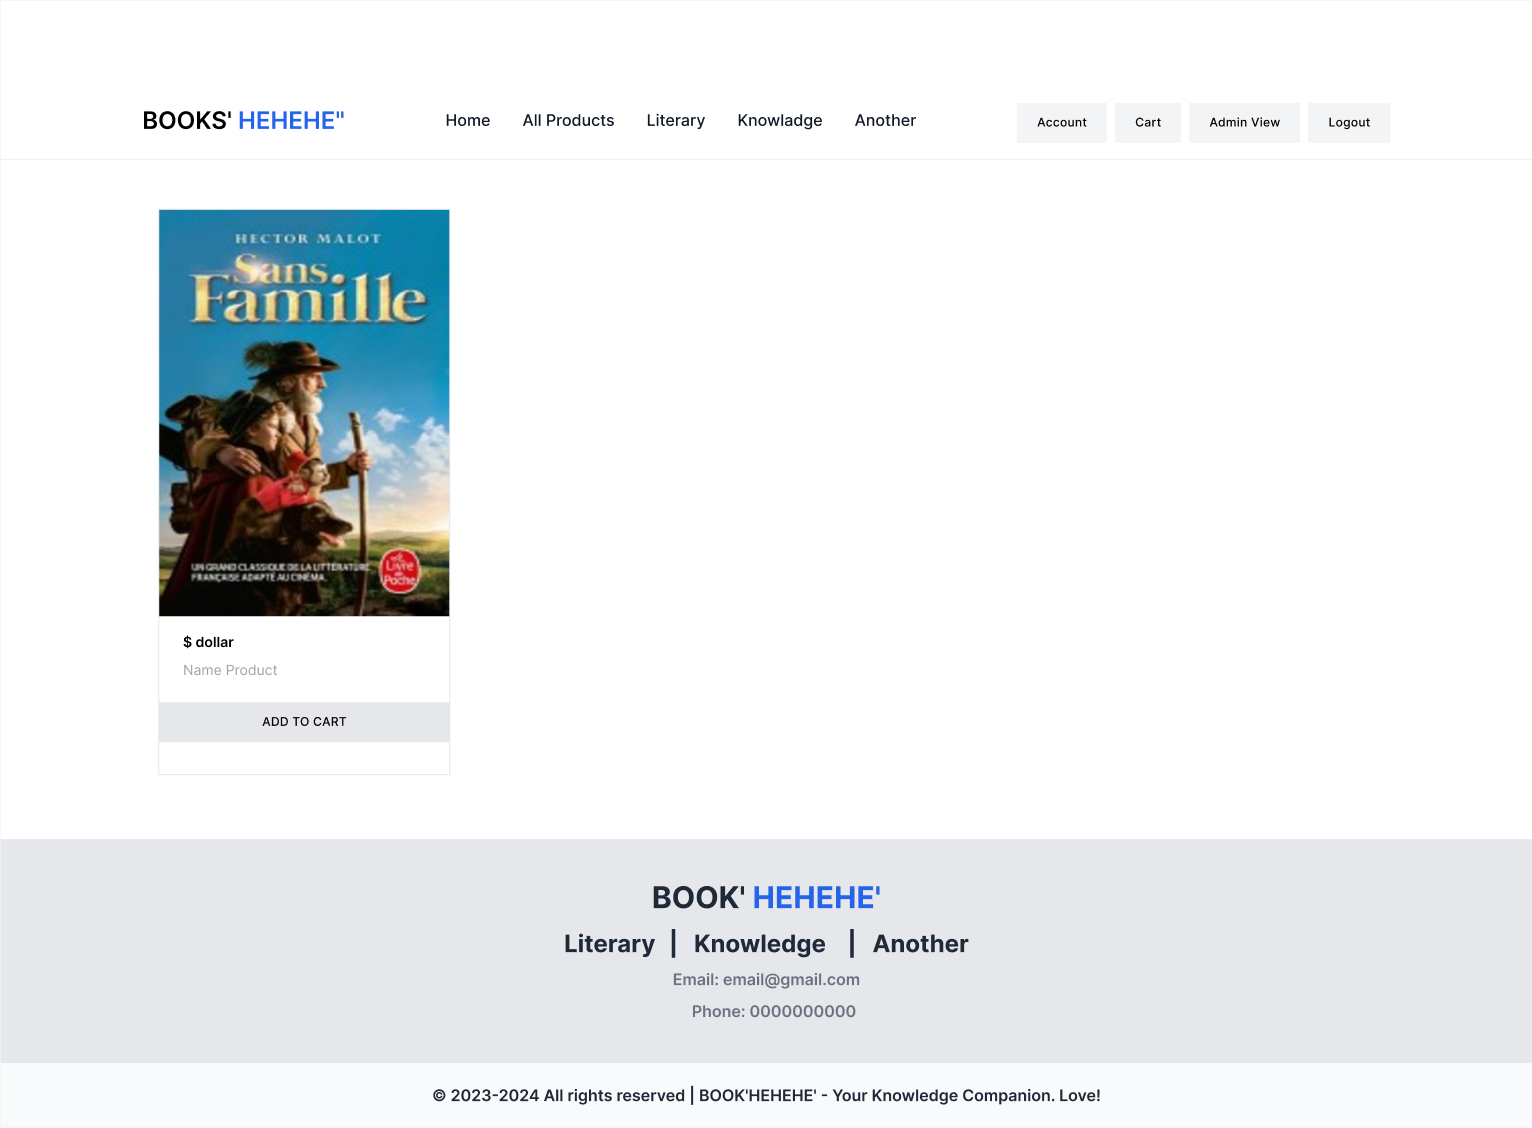 BOOKS' HEHEHE"
Home All Products Literary Knowladge Another
Account Cart Admin View Logout
HECTOR MALOT
Sans
Famille
UN GRAND CLASSIQUE DE LA LITTÉRATURE
FRANÇAISE ADAPTÉ AU CINÉMA.
Le
Livre
de
Poche
$ dollar
Name Product
ADD TO CART
BOOK' HEHEHE'
Literary | Knowledge | Another
Email: email@gmail.com
Phone: 0000000000
© 2023-2024 All rights reserved | BOOK'HEHEHE' - Your Knowledge Companion. Love!